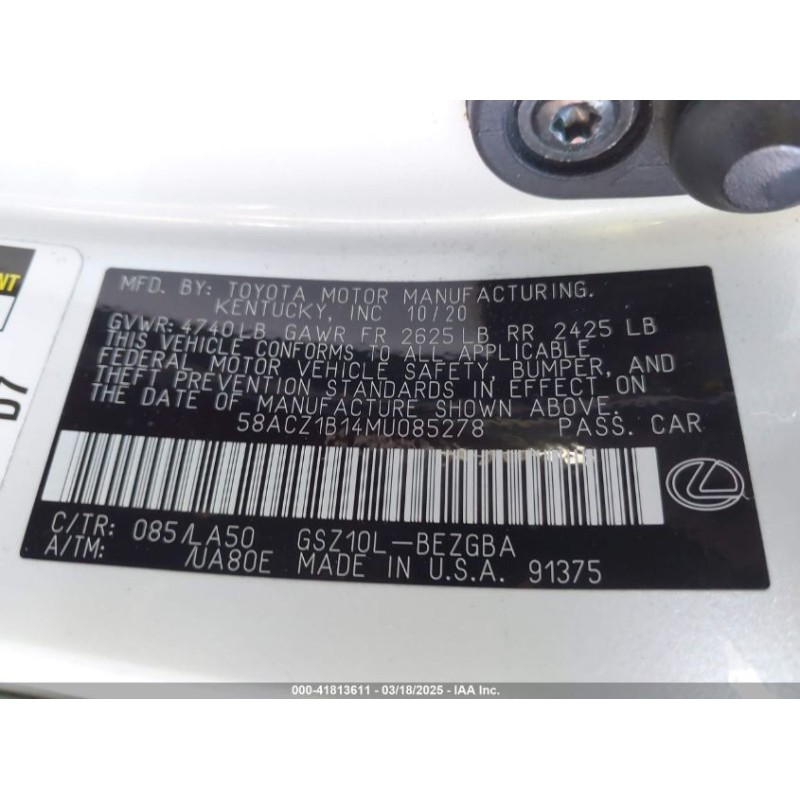 NT
D7
MFD. BY: TOYOTA MOTOR MANUFACTURING.
KENTUCKY, INC 10/20
GVWR: 4740LB GAWR FR 2625LB RR 2425 LB
THIS VEHICLE CONFORMS TO ALL APPLICABLE
FEDERAL MOTOR VEHICLE SAFETY, BUMPER, AND
THEFT PREVENTION STANDARDS IN EFFECT ON
THE DATE OF MANUFACTURE SHOWN ABOVE.
58ACZ1B14MU085278 PASS. CAR
C/TR: 085/LA50 GSZ10L-BEZGBA
A/TM: /UA80E MADE IN U.S.A. 91375
000-41813611 - 03/18/2025 - IAA Inc.